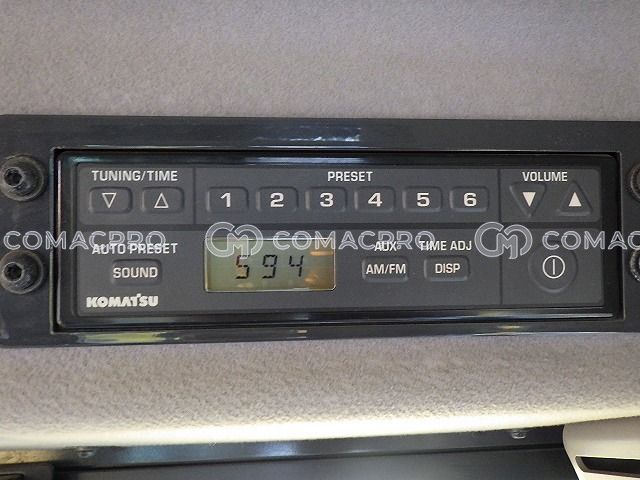 TUNING/TIME PRESET VOLUME
▽ △ 1 2 3 4 5 6 ▼ ▲
COMACPRO COMACPRO COMACPRO
AUTO PRESET AUX TIME ADJ
SOUND 594 AM/FM DISP
KOMATSU